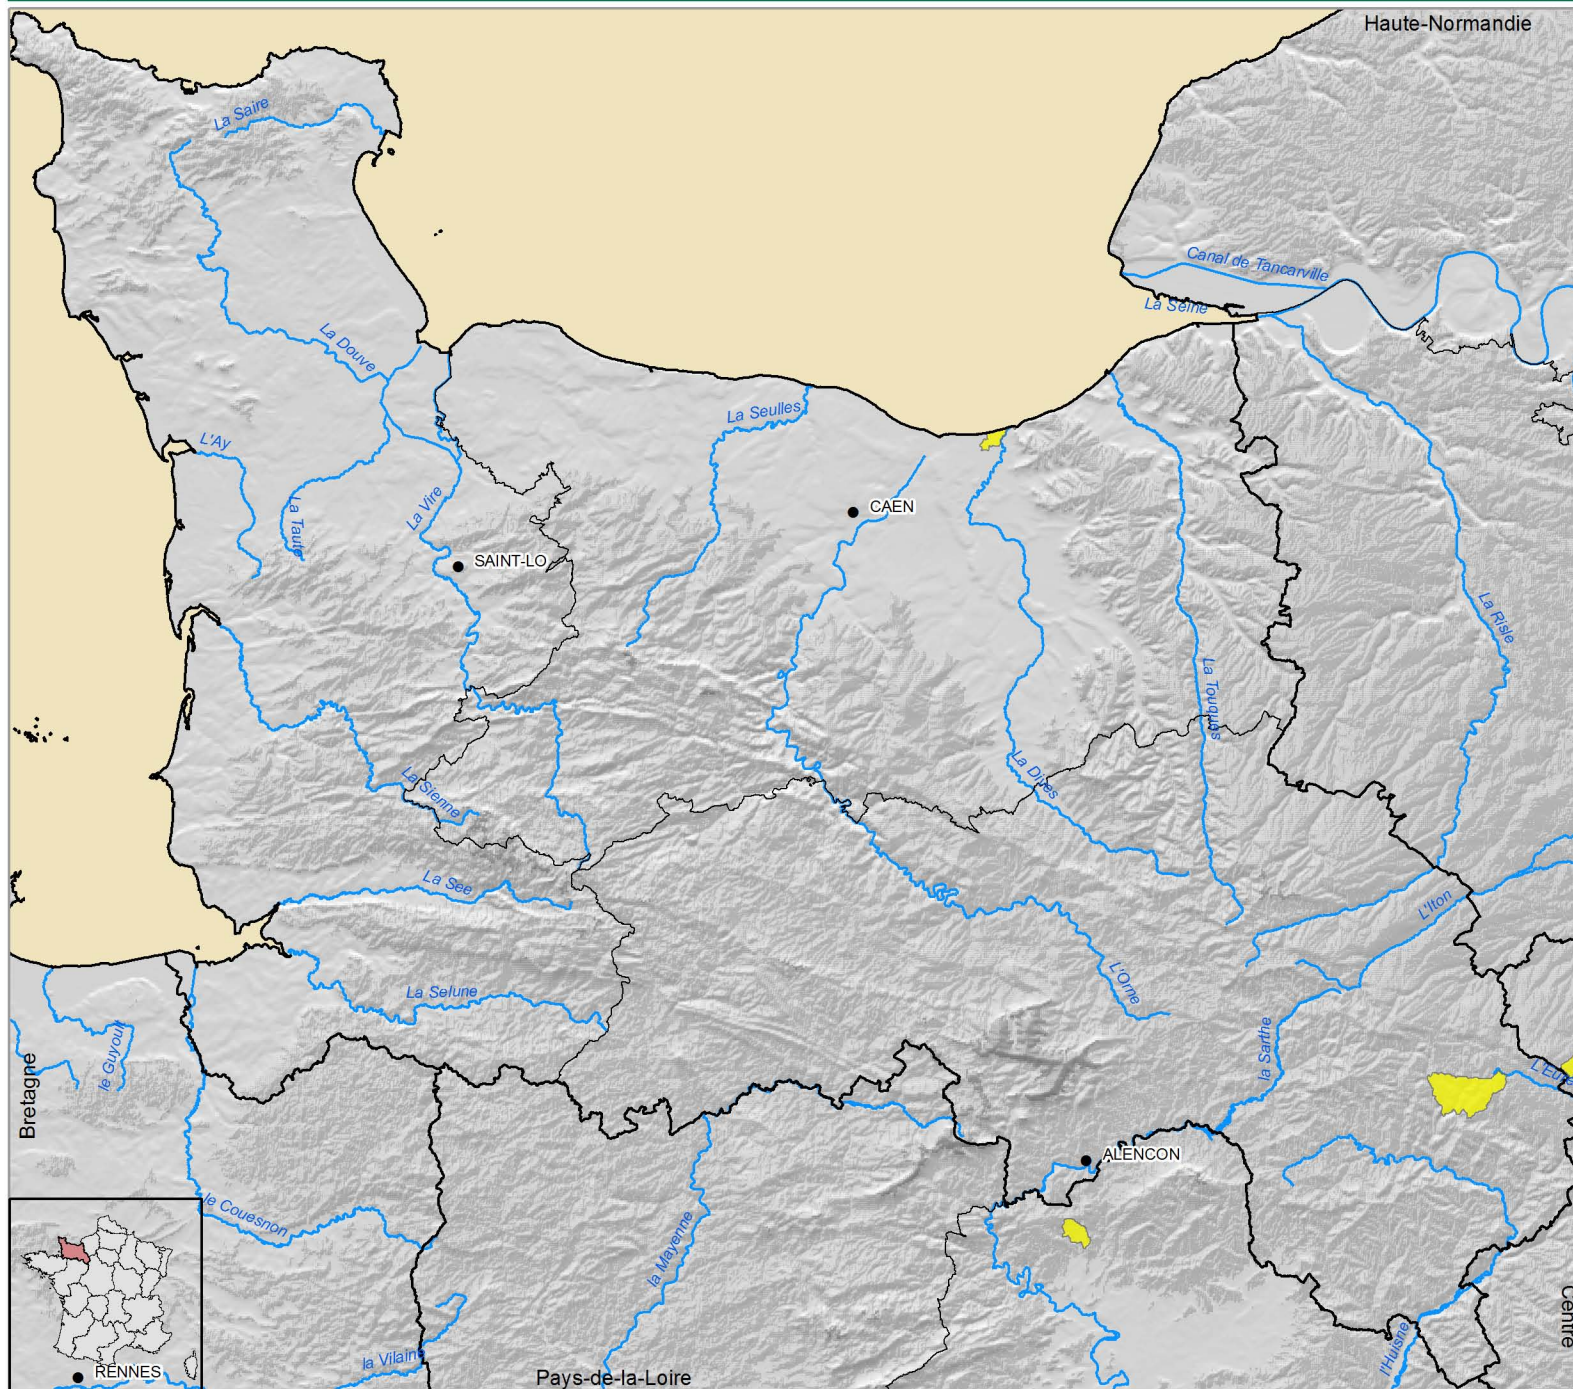 Haute-Normandie
La Saire
Canal de Tancarville
La Seine
La Douve
La Seulles
L'Ay
La Taute
La Vire
CAEN
SAINT-LO
La Risle
La Touques
La Dives
La Sienne
La See
L'Iton
L'Orne
La Selune
le Guyoult
la Sarthe
L'Eure
Bretagne
ALENCON
le Couesnon
la Mayenne
Centre
l'Huisne
la Vilaine
RENNES
Pays-de-la-Loire